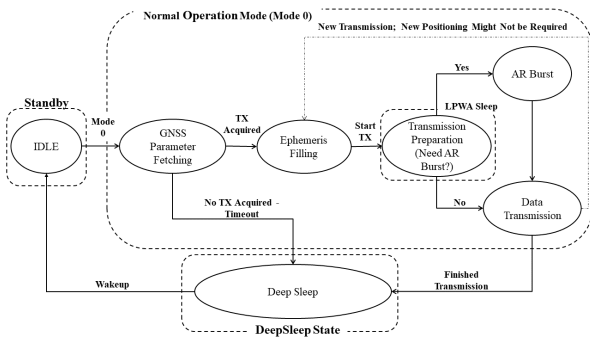 Normal Operation Mode (Mode 0)
New Transmission; New Positioning Might Not be Required
Yes
AR Burst
Standby
Mode
0
TX
Acquired
Start
TX
LPWA Sleep
IDLE
GNSS
Parameter
Fetching
Ephemeris
Filling
Transmission
Preparation
(Need AR
Burst?)
No
Data
Transmission
No TX Acquired -
Timeout
Wakeup
Deep Sleep
Finished
Transmission
DeepSleep State